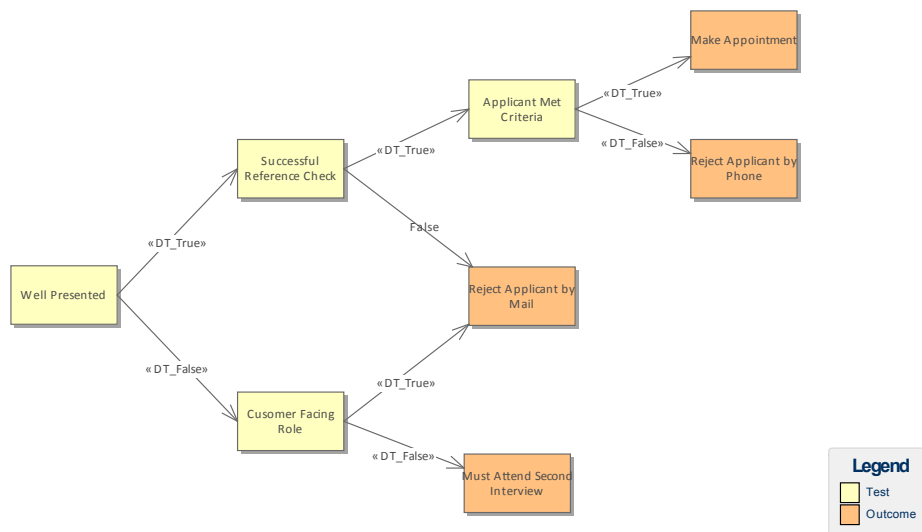 Make Appointment
«DT_True»
Applicant Met
Criteria
«DT_False»
Reject Applicant by
Phone
«DT_True»
Successful
Reference Check
False
«DT_True»
Well Presented
Reject Applicant by
Mail
«DT_False»
«DT_True»
Cusomer Facing
Role
«DT_False»
Must Attend Second
Interview
Legend
Test
Outcome